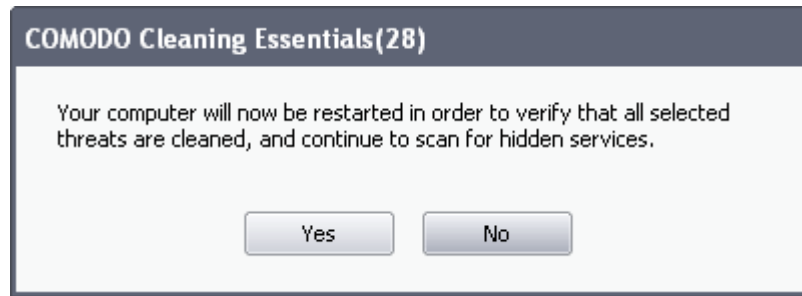 COMODO Cleaning Essentials(28)
Your computer will now be restarted in order to verify that all selected
threats are cleaned, and continue to scan for hidden services.
Yes
No